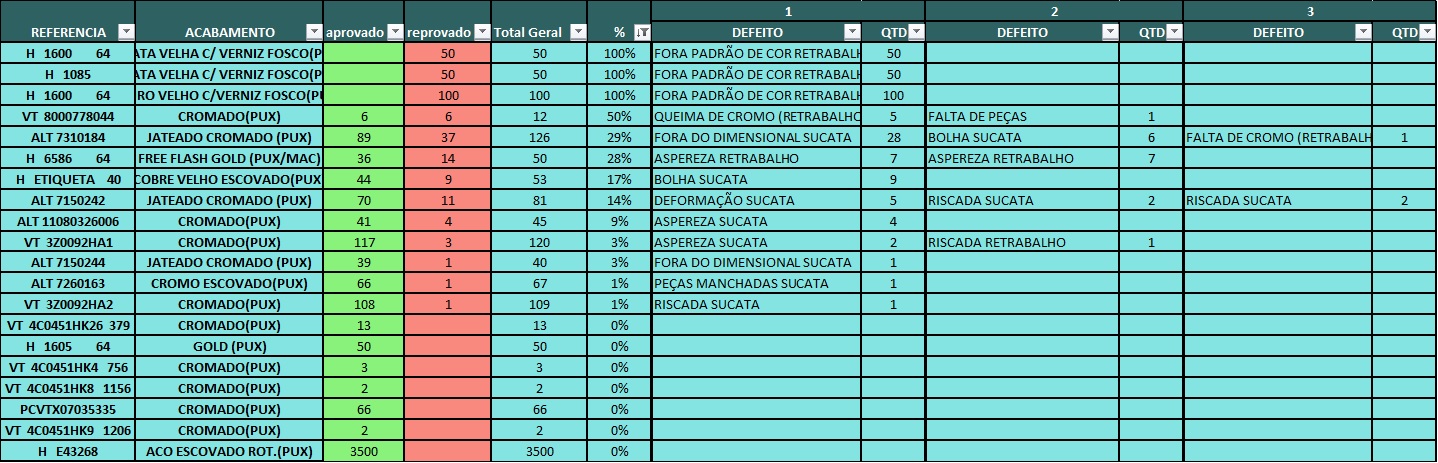 1 2 3
REFERENCIA ACABAMENTO aprovado reprovado Total Geral % DEFEITO QTD DEFEITO QTD DEFEITO QTD
H 1600 64 ATA VELHA C/ VERNIZ FOSCO(P 50 50 100% FORA PADRÃO DE COR RETRABALH 50
H 1085 ATA VELHA C/ VERNIZ FOSCO(P 50 50 100% FORA PADRÃO DE COR RETRABALH 50
H 1600 64 RO VELHO C/VERNIZ FOSCO(PU 100 100 100% FORA PADRÃO DE COR RETRABALH 100
VT 8000778044 CROMADO(PUX) 6 6 12 50% QUEIMA DE CROMO (RETRABALHO 5 FALTA DE PEÇAS 1
ALT 7310184 JATEADO CROMADO (PUX) 89 37 126 29% FORA DO DIMENSIONAL SUCATA 28 BOLHA SUCATA 6 FALTA DE CROMO (RETRABALH 1
H 6586 64 FREE FLASH GOLD (PUX/MAC) 36 14 50 28% ASPEREZA RETRABALHO 7 ASPEREZA RETRABALHO 7
H ETIQUETA 40 COBRE VELHO ESCOVADO(PUX 44 9 53 17% BOLHA SUCATA 9
ALT 7150242 JATEADO CROMADO (PUX) 70 11 81 14% DEFORMAÇÃO SUCATA 5 RISCADA SUCATA 2 RISCADA SUCATA 2
ALT 11080326006 CROMADO(PUX) 41 4 45 9% ASPEREZA SUCATA 4
VT 3Z0092HA1 CROMADO(PUX) 117 3 120 3% ASPEREZA SUCATA 2 RISCADA RETRABALHO 1
ALT 7150244 JATEADO CROMADO (PUX) 39 1 40 3% FORA DO DIMENSIONAL SUCATA 1
ALT 7260163 CROMO ESCOVADO(PUX) 66 1 67 1% PEÇAS MANCHADAS SUCATA 1
VT 3Z0092HA2 CROMADO(PUX) 108 1 109 1% RISCADA SUCATA 1
VT 4C0451HK26 379 CROMADO(PUX) 13 13 0%
H 1605 64 GOLD (PUX) 50 50 0%
VT 4C0451HK4 756 CROMADO(PUX) 3 3 0%
VT 4C0451HK8 1156 CROMADO(PUX) 2 2 0%
PCVTX07035335 CROMADO(PUX) 66 66 0%
VT 4C0451HK9 1206 CROMADO(PUX) 2 2 0%
H E43268 ACO ESCOVADO ROT.(PUX) 3500 3500 0%